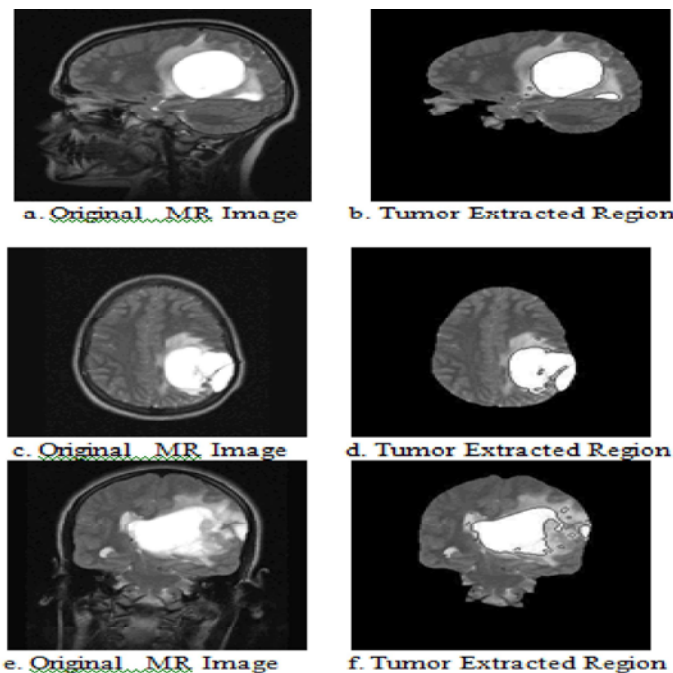 a. Original MR Image
b. Tumor Extracted Region
c. Original MR Image
d. Tumor Extracted Region
e. Original MR Image
f. Tumor Extracted Region